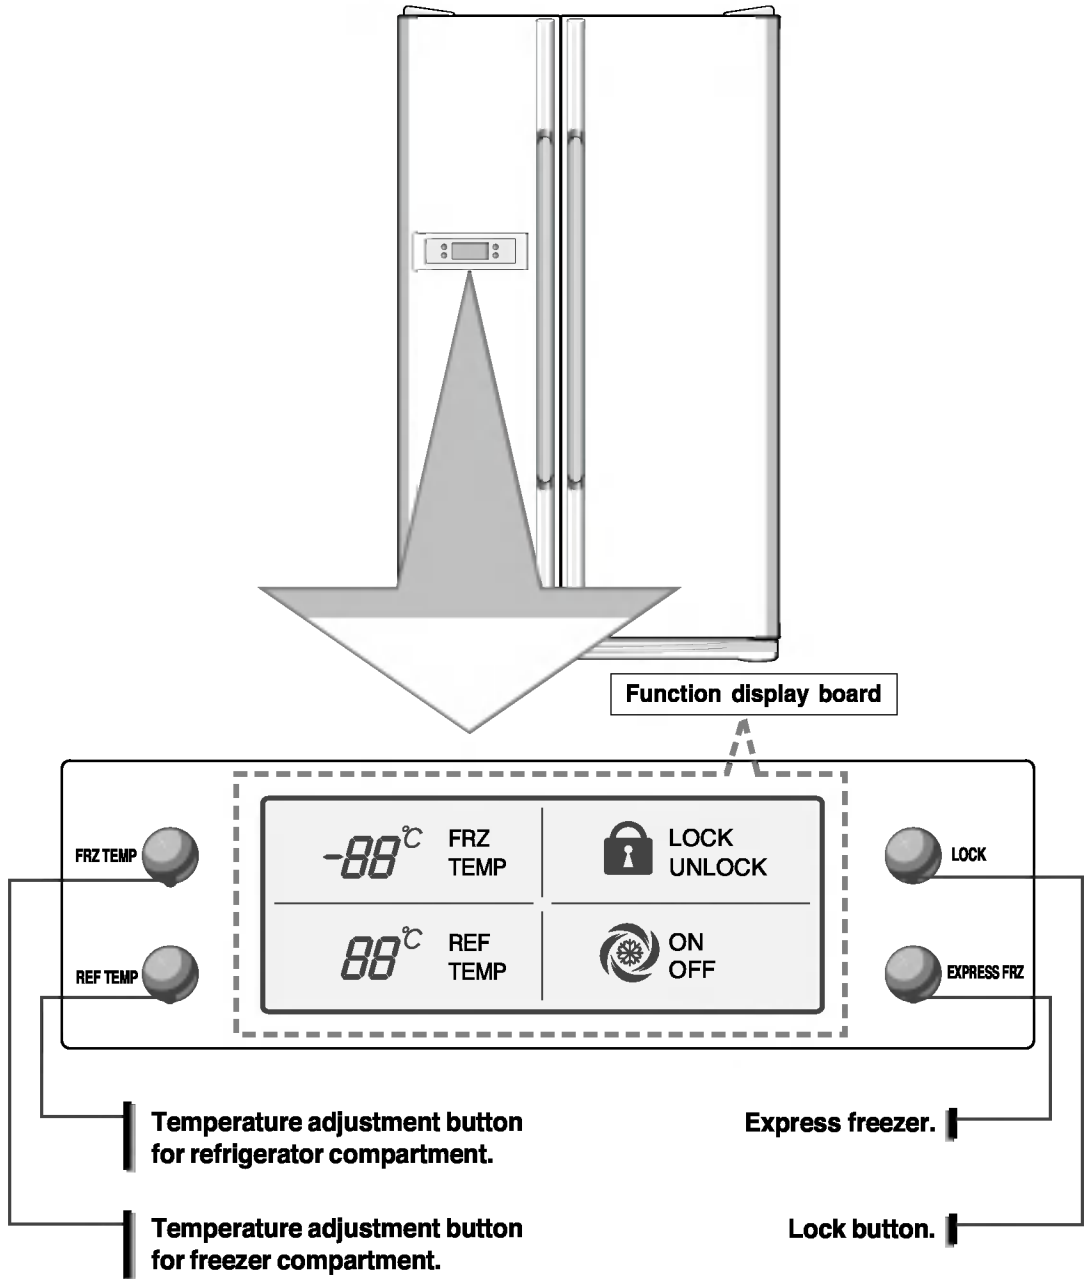 Function display board
FRZ TEMP
-88°C
FRZ
TEMP
LOCK
UNLOCK
LOCK
REF TEMP
88°C
REF
TEMP
ON
OFF
EXPRESS FRZ
Temperature adjustment button
for refrigerator compartment.
Express freezer.
Temperature adjustment button
for freezer compartment.
Lock button.